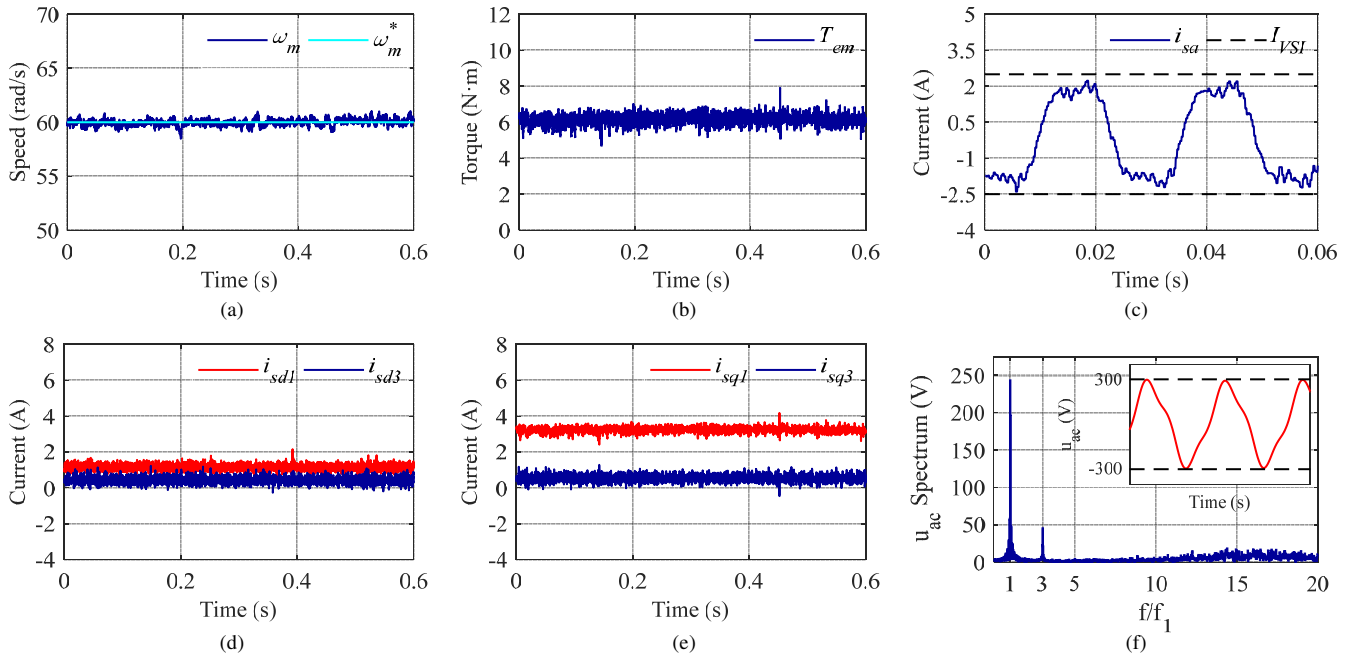 70
65
60
55
50
Speed (rad/s)
ω_m ω_m^*
0 0.2 0.4 0.6
Time (s)
(a)
12
10
8
6
4
2
0
Torque (N·m)
T_em
0 0.2 0.4 0.6
Time (s)
(b)
5
3.5
2
0.5
-1
-2.5
-4
Current (A)
i_sa I_VSI
0 0.02 0.04 0.06
Time (s)
(c)
8
6
4
2
0
-2
-4
Current (A)
i_sd1 i_sd3
0 0.2 0.4 0.6
Time (s)
(d)
8
6
4
2
0
-2
-4
Current (A)
i_sq1 i_sq3
0 0.2 0.4 0.6
Time (s)
(e)
250
200
150
100
50
0
u_ac Spectrum (V)
300
-300
u_ac (V)
Time (s)
1 3 5 10 15 20
f/f_1
(f)